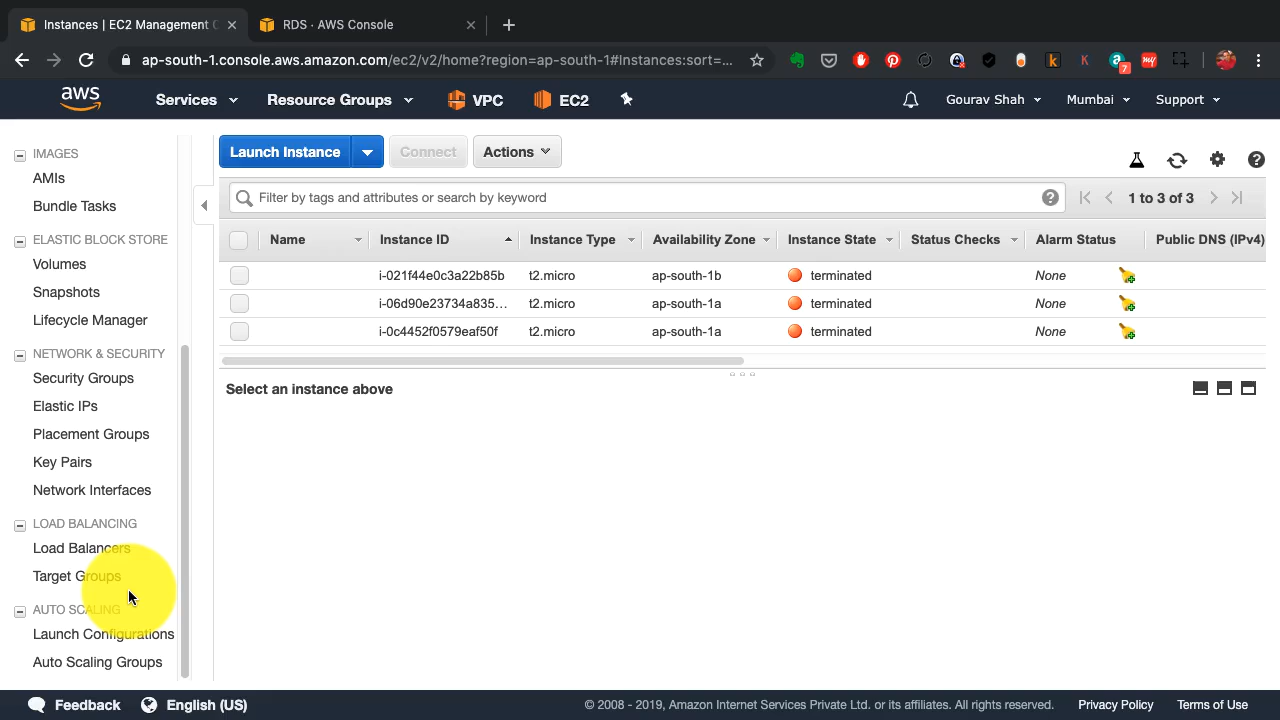 Instances | EC2 Management C
RDS · AWS Console
ap-south-1.console.aws.amazon.com/ec2/v2/home?region=ap-south-1#Instances:sort=...
7
my
aws
Services
Resource Groups
VPC
EC2
Gourav Shah
Mumbai
Support
IMAGES
AMIs
Bundle Tasks
ELASTIC BLOCK STORE
Volumes
Snapshots
Lifecycle Manager
NETWORK & SECURITY
Security Groups
Elastic IPs
Placement Groups
Key Pairs
Network Interfaces
LOAD BALANCING
Load Balancers
Target Groups
AUTO SCALING
Launch Configurations
Auto Scaling Groups
Launch Instance
Connect
Actions
Filter by tags and attributes or search by keyword
1 to 3 of 3
Name Instance ID Instance Type Availability Zone Instance State Status Checks Alarm Status Public DNS (IPv4)
i-021f44e0c3a22b85b t2.micro ap-south-1b terminated None
i-06d90e23734a835... t2.micro ap-south-1a terminated None
i-0c4452f0579eaf50f t2.micro ap-south-1a terminated None
Select an instance above
Feedback
English (US)
© 2008 - 2019, Amazon Internet Services Private Ltd. or its affiliates. All rights reserved.
Privacy Policy
Terms of Use